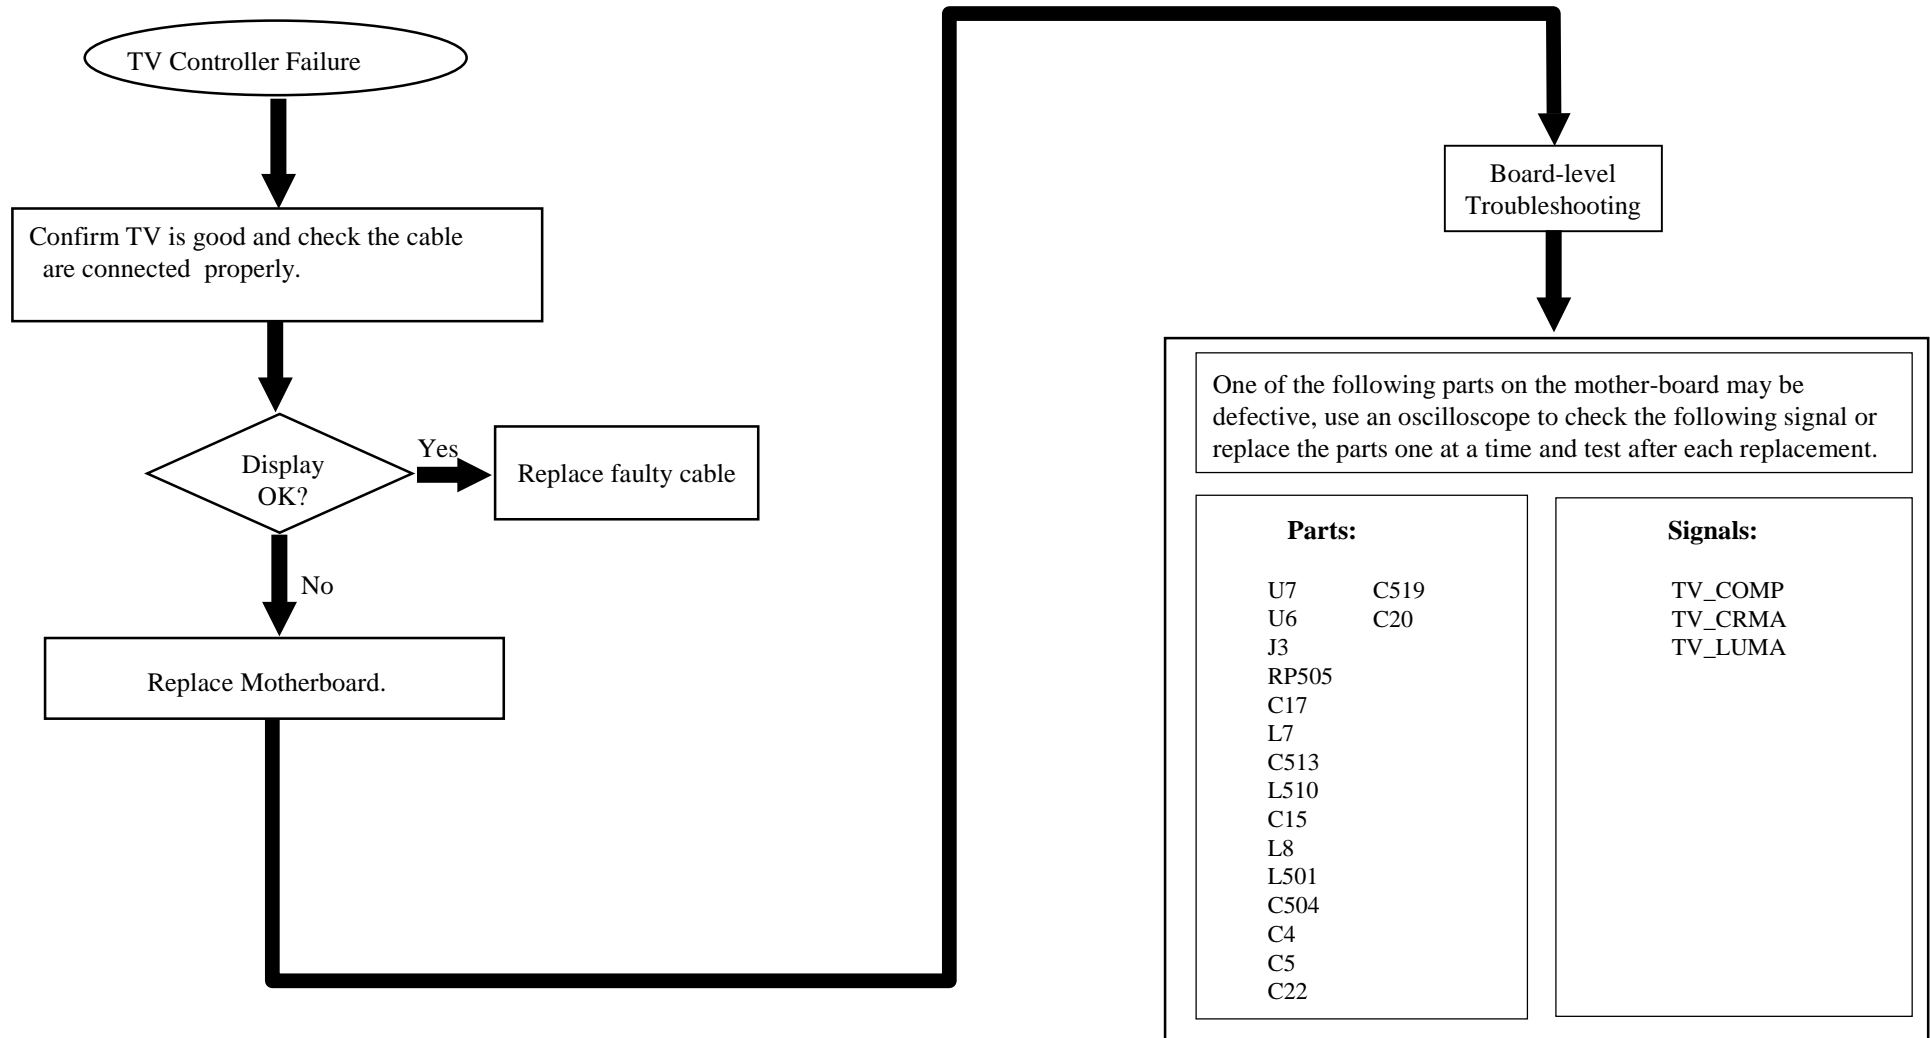 TV Controller Failure
Confirm TV is good and check the cable
are connected properly.
Display
OK?
Yes
Replace faulty cable
No
Replace Motherboard.
Board-level
Troubleshooting
One of the following parts on the mother-board may be
defective, use an oscilloscope to check the following signal or
replace the parts one at a time and test after each replacement.
Parts:
U7 C519
U6 C20
J3
RP505
C17
L7
C513
L510
C15
L8
L501
C504
C4
C5
C22
Signals:
TV_COMP
TV_CRMA
TV_LUMA